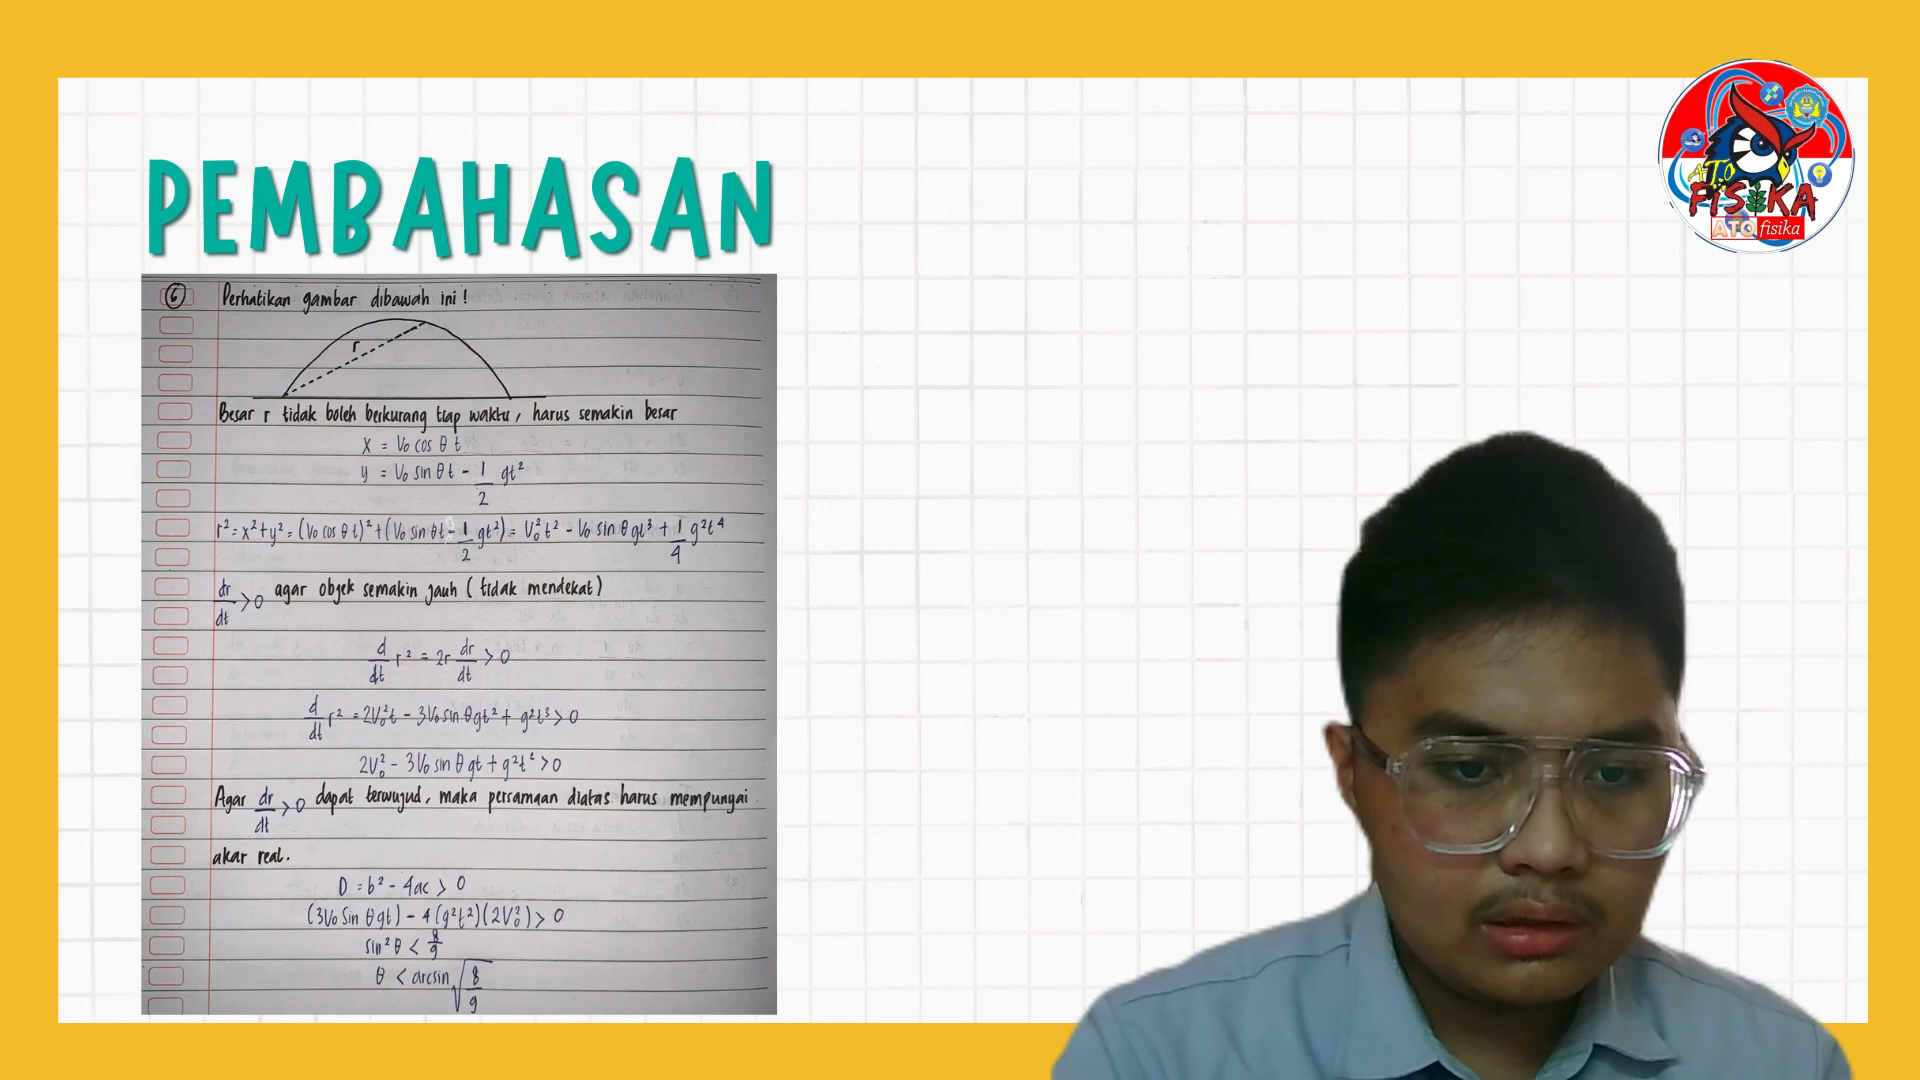 PEMBAHASAN
ATO
FISIKA
ATO fisika
6 Perhatikan gambar dibawah ini!
r
Besar r tidak boleh berkurang tiap waktu, harus semakin besar
x = V₀ cos θ t
y = V₀ sin θ t - 1/2 gt²
r² = x² + y² = (V₀ cos θ t)² + (V₀ sin θt - 1/2 gt²) = V₀² t² - V₀ sin θ gt³ + 1/4 g²t⁴
dr/dt > 0 agar objek semakin jauh (tidak mendekat)
d/dt r² = 2r dr/dt > 0
d/dt r² = 2V₀²t - 3V₀ sin θ gt² + g²t³ > 0
2V₀² - 3V₀ sin θ gt + g²t² > 0
Agar dr/dt > 0 dapat terwujud, maka persamaan diatas harus mempunyai
akar real.
D = b² - 4ac > 0
(3V₀ Sin θ gt) - 4(g²t²)(2V₀²) > 0
sin² θ < 8/9
θ < arcsin √8/9